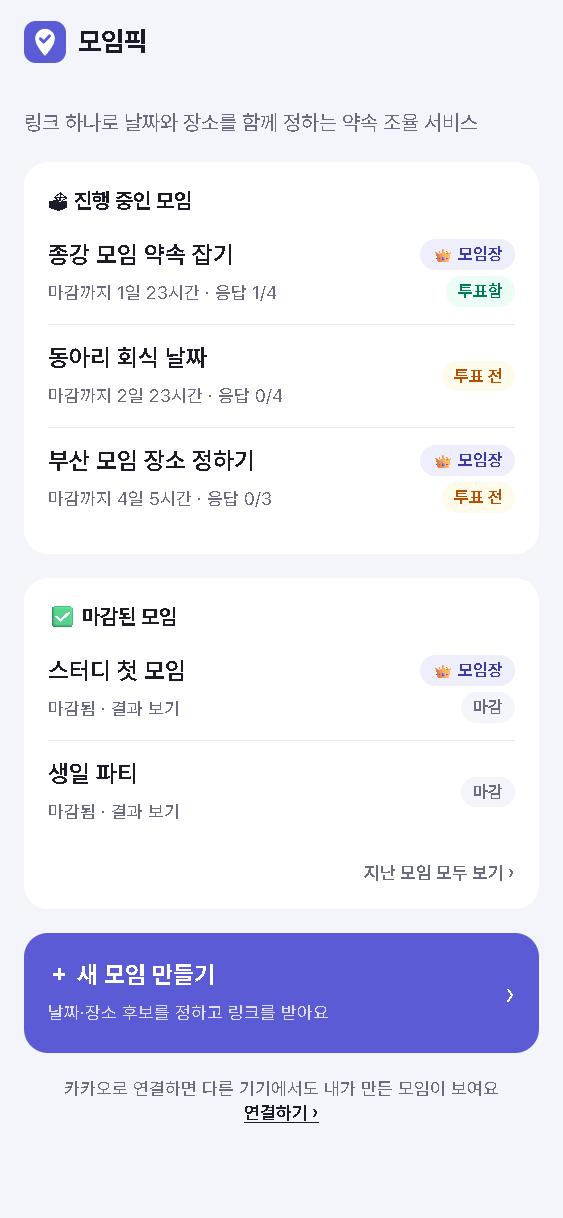 모임픽
링크 하나로 날짜와 장소를 함께 정하는 약속 조율 서비스
🗳 진행 중인 모임
종강 모임 약속 잡기
👑 모임장
마감까지 1일 23시간 · 응답 1/4
투표함
동아리 회식 날짜
마감까지 2일 23시간 · 응답 0/4
투표 전
부산 모임 장소 정하기
👑 모임장
마감까지 4일 5시간 · 응답 0/3
투표 전
✅ 마감된 모임
스터디 첫 모임
👑 모임장
마감됨 · 결과 보기
마감
생일 파티
마감됨 · 결과 보기
마감
지난 모임 모두 보기 ›
+ 새 모임 만들기
날짜·장소 후보를 정하고 링크를 받아요
›
카카오로 연결하면 다른 기기에서도 내가 만든 모임이 보여요
연결하기 ›